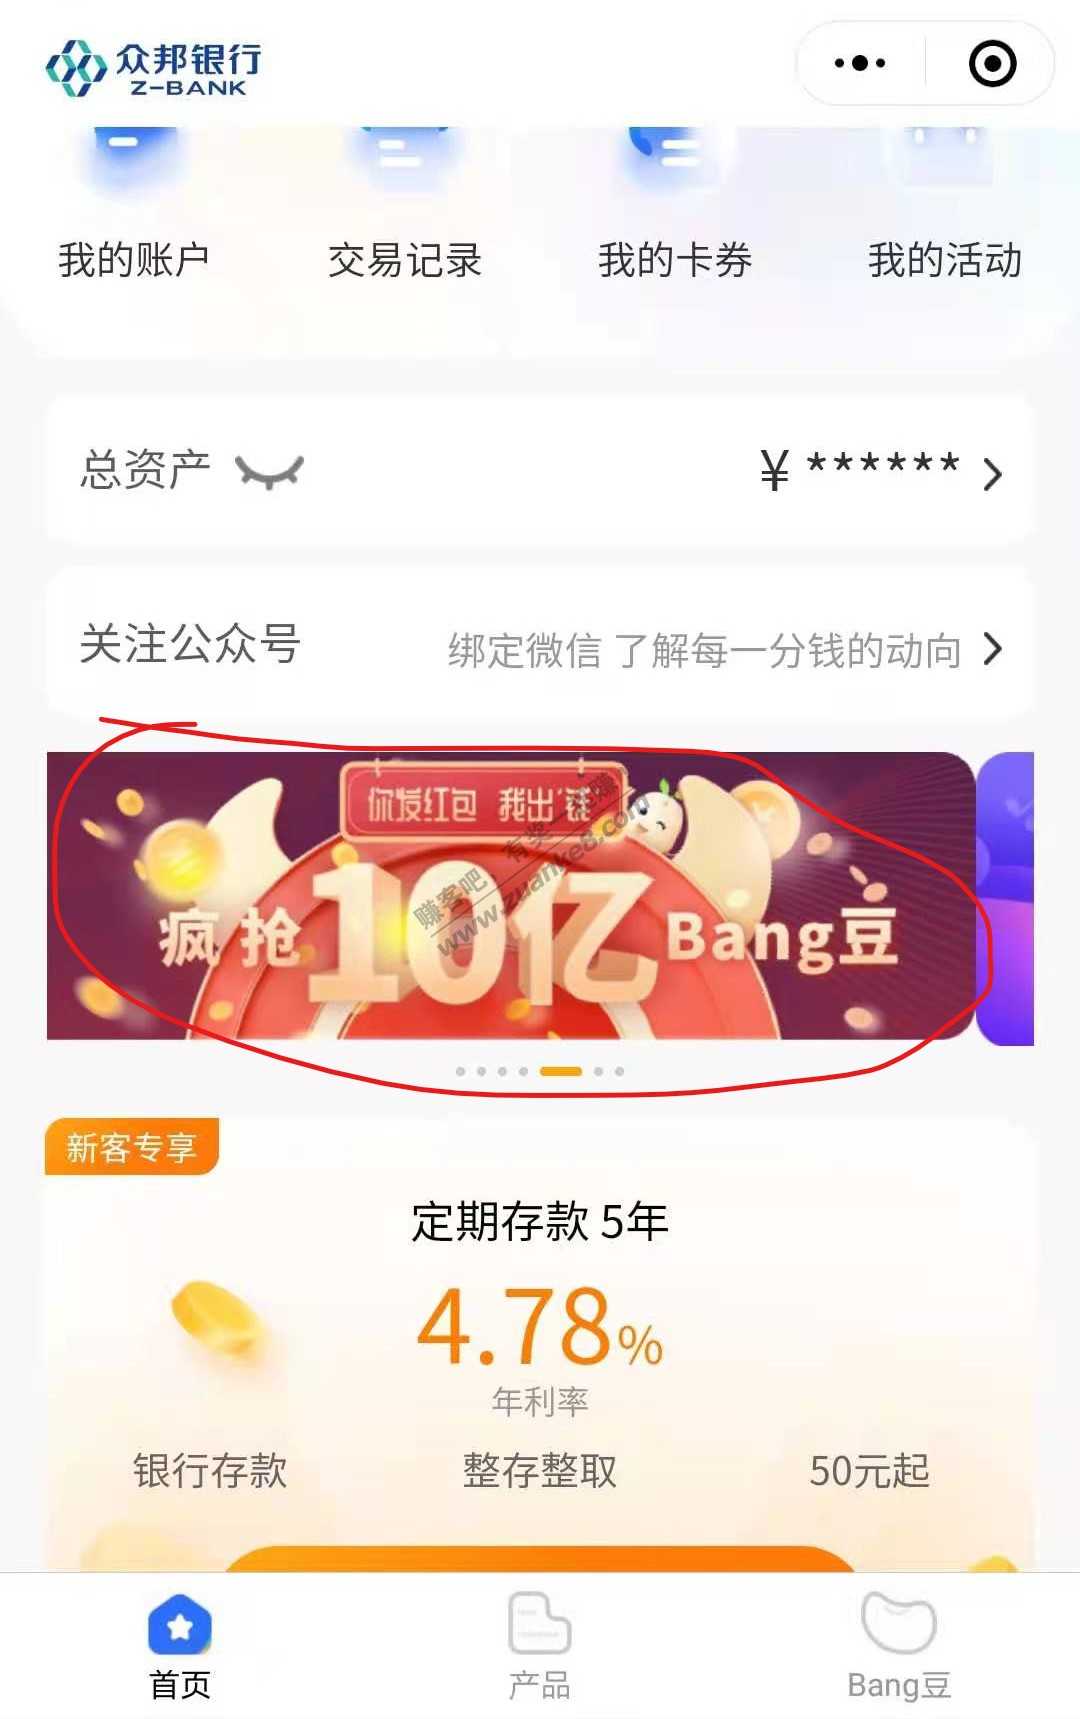 众邦银行
Z-BANK
我的账户 交易记录 我的卡券 我的活动
总资产 ¥ ******
关注公众号 绑定微信 了解每一分钱的动向
你发红包 我出钱
疯抢10亿Bang豆
赚客吧，有奖一起赚！
www.zuanke8.com
新客专享
定期存款 5年
4.78%
年利率
银行存款 整存整取 50元起
首页 产品 Bang豆